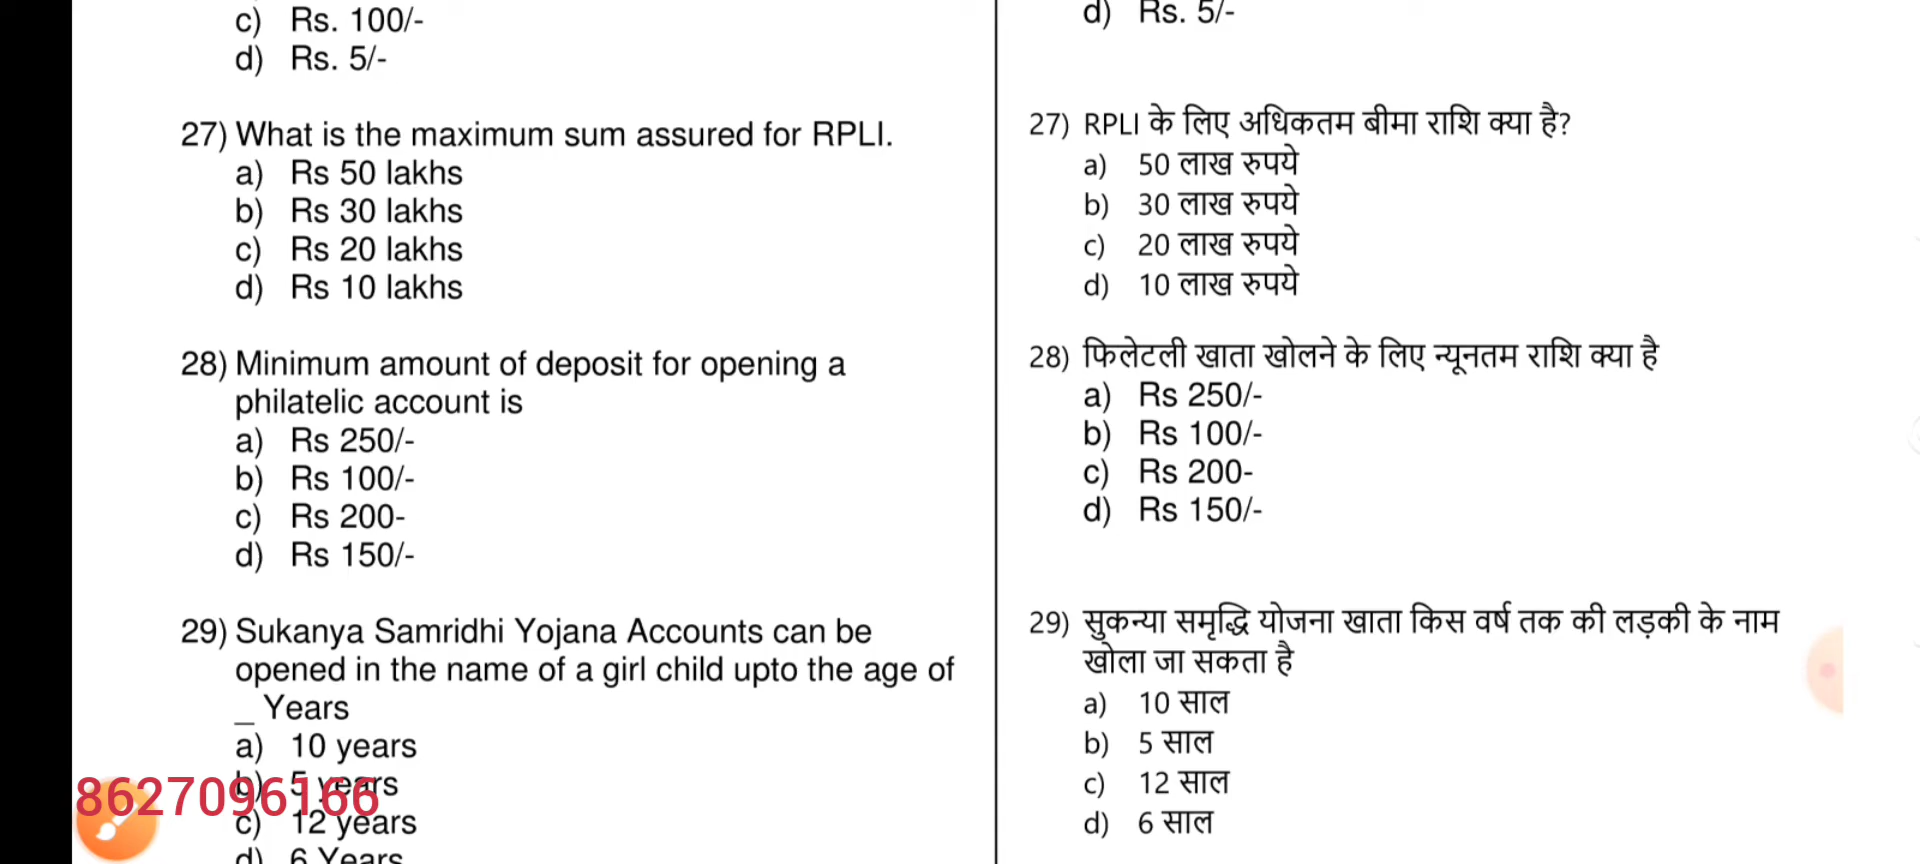 c) Rs. 100/-
d) Rs. 5/-
27) What is the maximum sum assured for RPLI.
a) Rs 50 lakhs
b) Rs 30 lakhs
c) Rs 20 lakhs
d) Rs 10 lakhs
28) Minimum amount of deposit for opening a
philatelic account is
a) Rs 250/-
b) Rs 100/-
c) Rs 200-
d) Rs 150/-
29) Sukanya Samridhi Yojana Accounts can be
opened in the name of a girl child upto the age of
_ Years
a) 10 years
b) 5 years
8627096166
c) 12 years
d) 6 Years
d) Rs. 5/-
27) RPLI के लिए अधिकतम बीमा राशि क्या है?
a) 50 लाख रुपये
b) 30 लाख रुपये
c) 20 लाख रुपये
d) 10 लाख रुपये
28) फिलेटली खाता खोलने के लिए न्यूनतम राशि क्या है
a) Rs 250/-
b) Rs 100/-
c) Rs 200-
d) Rs 150/-
29) सुकन्या समृद्धि योजना खाता किस वर्ष तक की लड़की के नाम
खोला जा सकता है
a) 10 साल
b) 5 साल
c) 12 साल
d) 6 साल